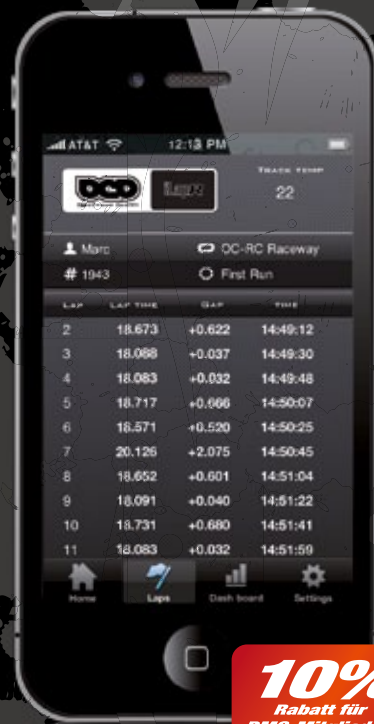 AT&T 12:13 PM
TRACK TEMP
22
Marc OC-RC Raceway
# 1943 First Run
LAP LAP TIME GAP TIME
2 18.673 +0.622 14:49:12
3 18.088 +0.037 14:49:30
4 18.083 +0.032 14:49:48
5 18.717 +0.666 14:50:07
6 18.571 +0.520 14:50:25
7 20.126 +2.075 14:50:45
8 18.652 +0.601 14:51:04
9 18.091 +0.040 14:51:22
10 18.731 +0.680 14:51:41
11 18.083 +0.032 14:51:59
Home Laps Dash board Settings
10%
Rabatt für